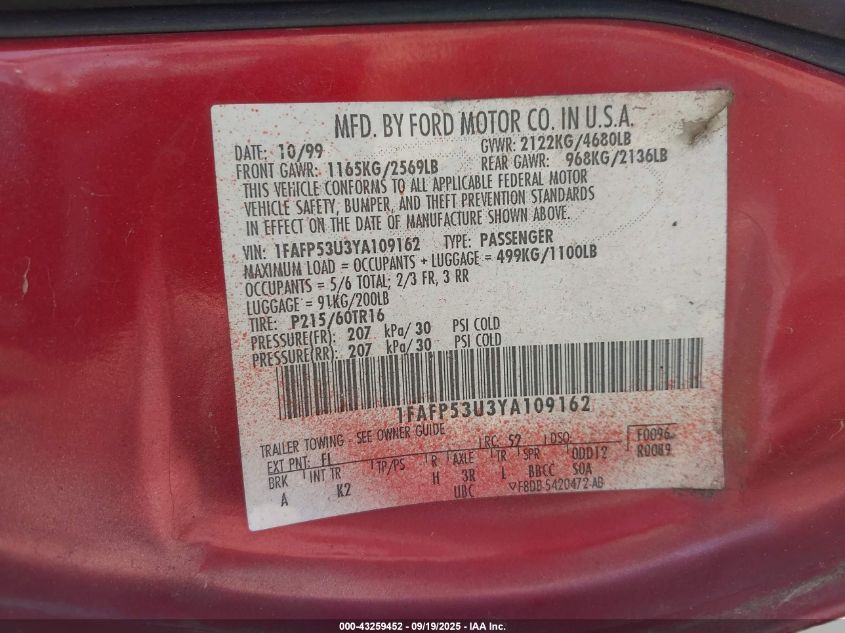 MFD. BY FORD MOTOR CO. IN U.S.A.
DATE: 10/99 GVWR: 2122KG/4680LB
FRONT GAWR: 1165KG/2569LB REAR GAWR: 968KG/2136LB
THIS VEHICLE CONFORMS TO ALL APPLICABLE FEDERAL MOTOR
VEHICLE SAFETY, BUMPER, AND THEFT PREVENTION STANDARDS
IN EFFECT ON THE DATE OF MANUFACTURE SHOWN ABOVE.
VIN: 1FAFP53U3YA109162 TYPE: PASSENGER
MAXIMUM LOAD = OCCUPANTS + LUGGAGE = 499KG/1100LB
OCCUPANTS = 5/6 TOTAL; 2/3 FR, 3 RR
LUGGAGE = 91KG/200LB
TIRE: P215/60TR16
PRESSURE(FR): 207 kPa/30 PSI COLD
PRESSURE(RR): 207 kPa/30 PSI COLD
1FAFP53U3YA109162
TRAILER TOWING - SEE OWNER GUIDE
EXT PNT: FL RC: 52 DSO: F0096
BRK INT TR TP/PS R AXLE TR SPR ODD12 R0089
A K2 H 3R L BBCC SOA
UBC ▽F8DB-5420472-AB
000-43259452 - 09/19/2025 - IAA Inc.